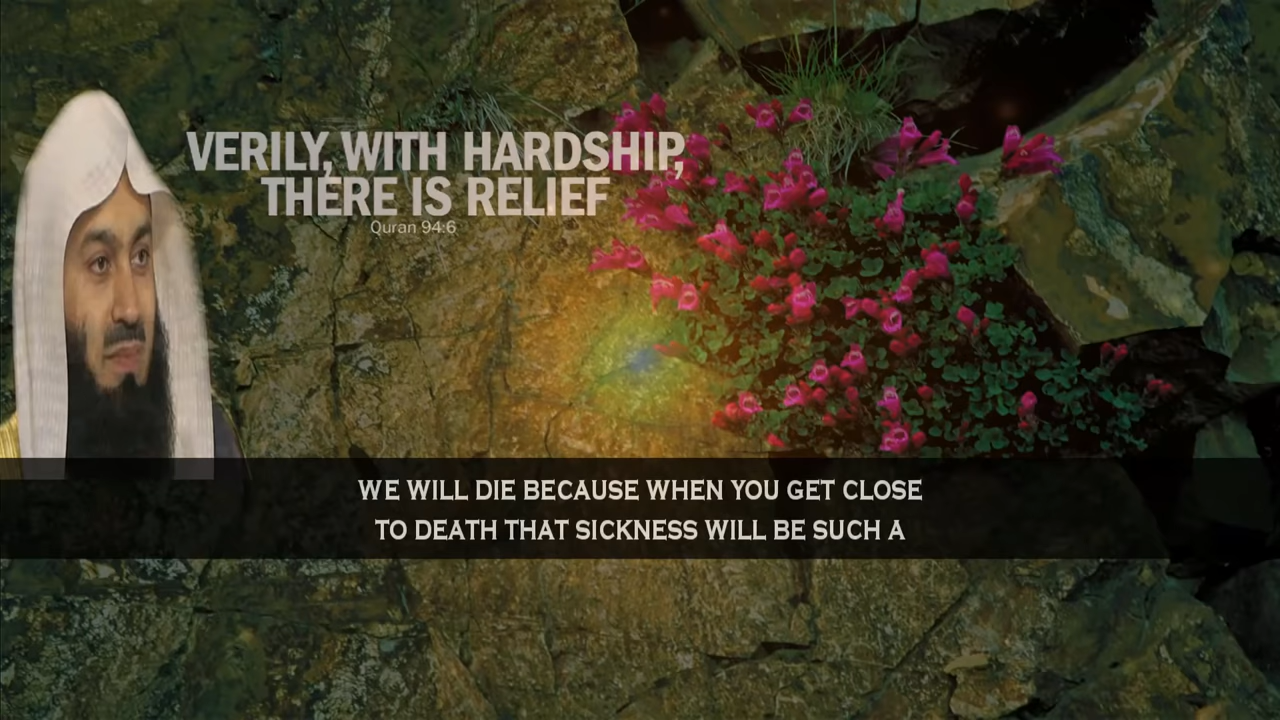 VERILY, WITH HARDSHIP,
THERE IS RELIEF
Quran 94:6
WE WILL DIE BECAUSE WHEN YOU GET CLOSE
TO DEATH THAT SICKNESS WILL BE SUCH A